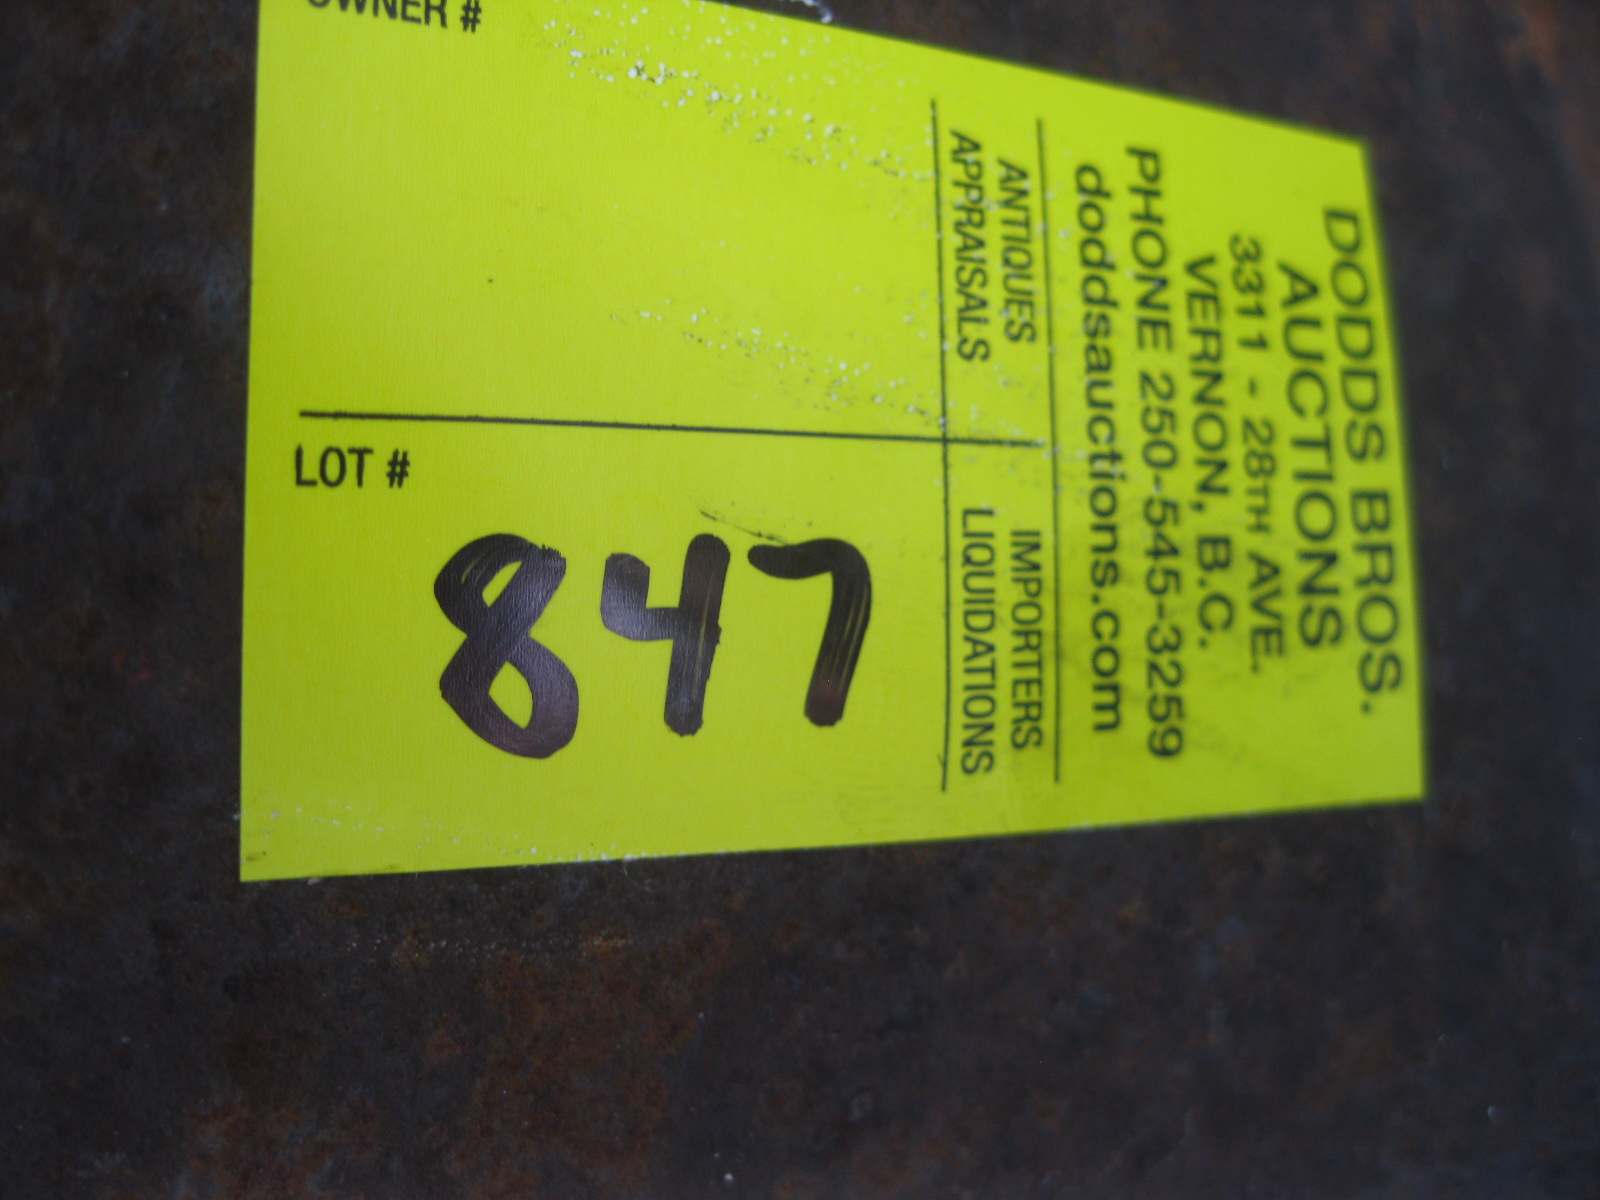 DODDS BROS.
AUCTIONS
3311 - 28TH AVE.
VERNON, B.C.
PHONE 250-545-3259
doddsauctions.com
ANTIQUES
APPRAISALS
IMPORTERS
LIQUIDATIONS
OWNER #
LOT #
847